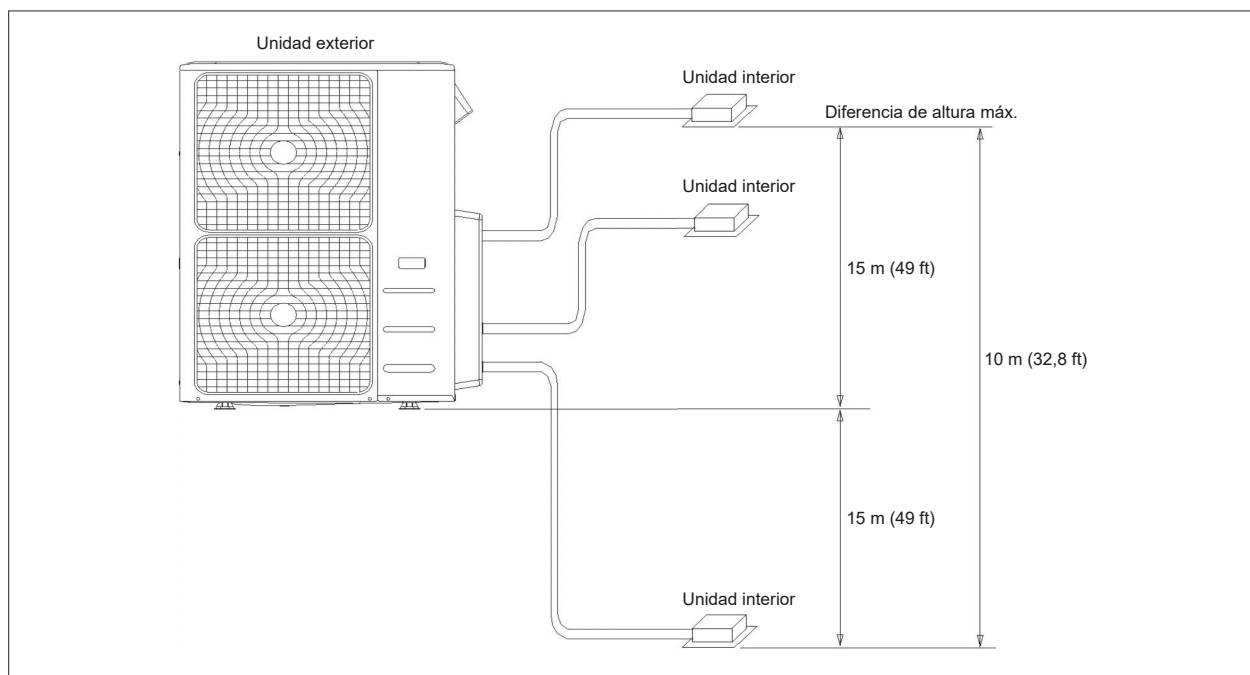 Unidad exterior
Unidad interior
Diferencia de altura máx.
Unidad interior
15 m (49 ft)
10 m (32,8 ft)
15 m (49 ft)
Unidad interior